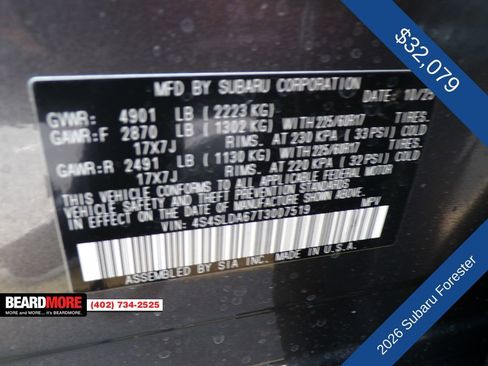 $32,079
MFD BY SUBARU CORPORATION
DATE: 10/25
GVWR: 4901 LB ( 2223 KG)
GAWR:F 2870 LB ( 1302 KG) WITH 225/60R17 TIRES.
17X7J RIMS. AT 230 KPA ( 33 PSI) COLD
GAWR:R 2491 LB ( 1130 KG) WITH 225/60R17 TIRES.
17X7J RIMS. AT 220 KPA ( 32 PSI) COLD
THIS VEHICLE CONFORMS TO ALL APPLICABLE FEDERAL MOTOR
VEHICLE SAFETY AND THEFT PREVENTION STANDARDS
IN EFFECT ON THE DATE OF MANUFACTURE SHOWN ABOVE.
VIN: 4S4SLDA67T3007519 MPV
ASSEMBLED BY SIA INC. MADE IN U.S.A.
BEARDMORE
MORE and MORE... it's BEARDMORE.
(402) 734-2525
2026 Subaru Forester